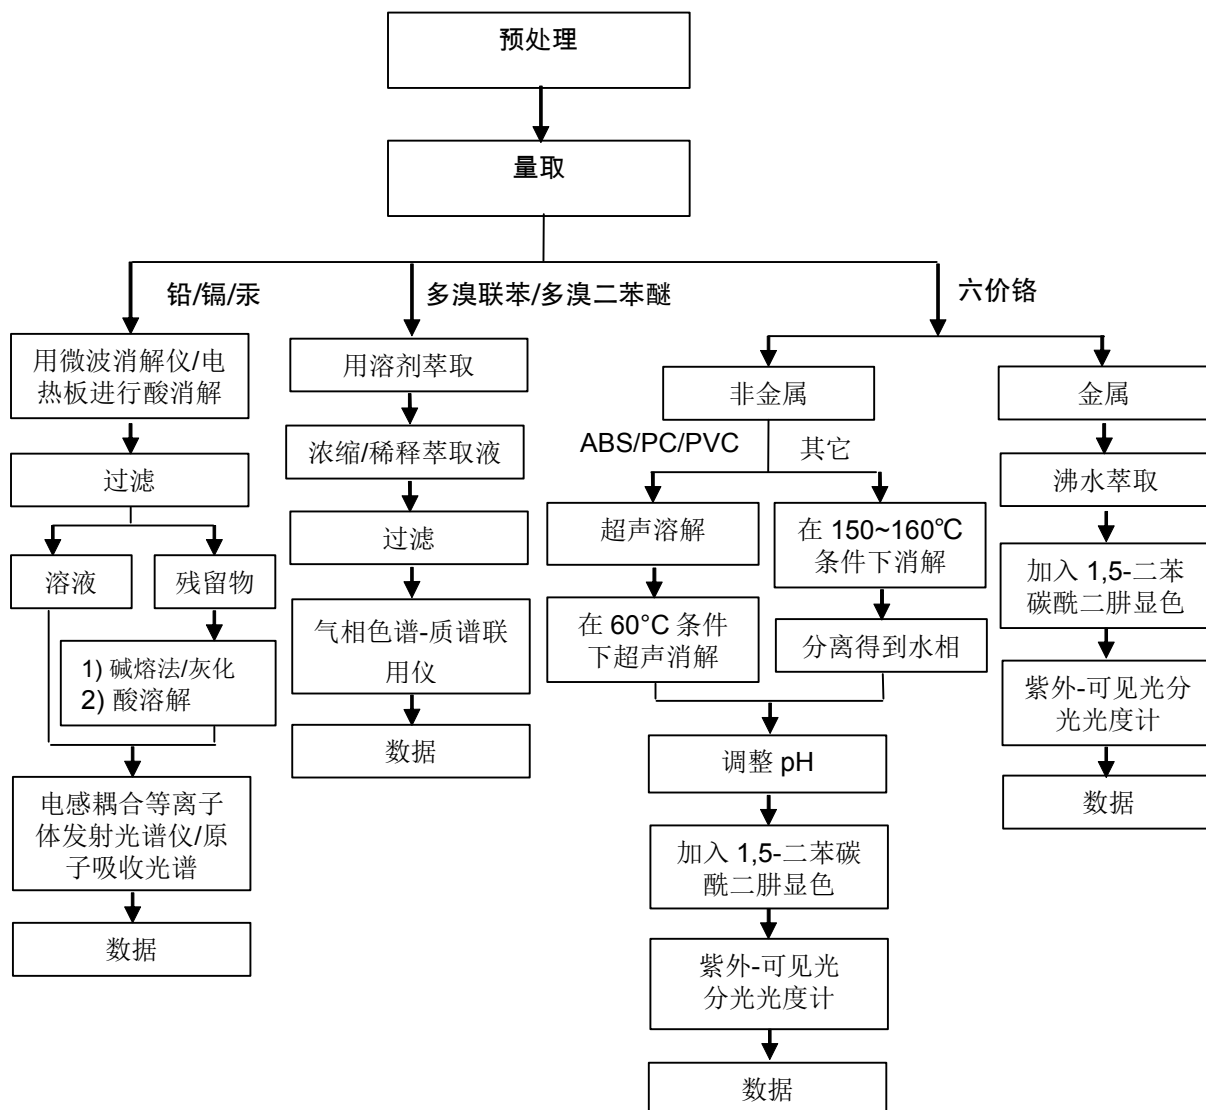 预处理
量取
铅/镉/汞
用微波消解仪/电
热板进行酸消解
过滤
溶液
残留物
1) 碱熔法/灰化
2) 酸溶解
电感耦合等离子
体发射光谱仪/原
子吸收光谱
数据
多溴联苯/多溴二苯醚
用溶剂萃取
浓缩/稀释萃取液
过滤
气相色谱-质谱联
用仪
数据
六价铬
非金属
ABS/PC/PVC
超声溶解
在 60°C 条件
下超声消解
其它
在 150~160℃
条件下消解
分离得到水相
调整 pH
加入 1,5-二苯碳
酰二肼显色
紫外-可见光
分光光度计
数据
金属
沸水萃取
加入 1,5-二苯
碳酰二肼显色
紫外-可见光分
光光度计
数据